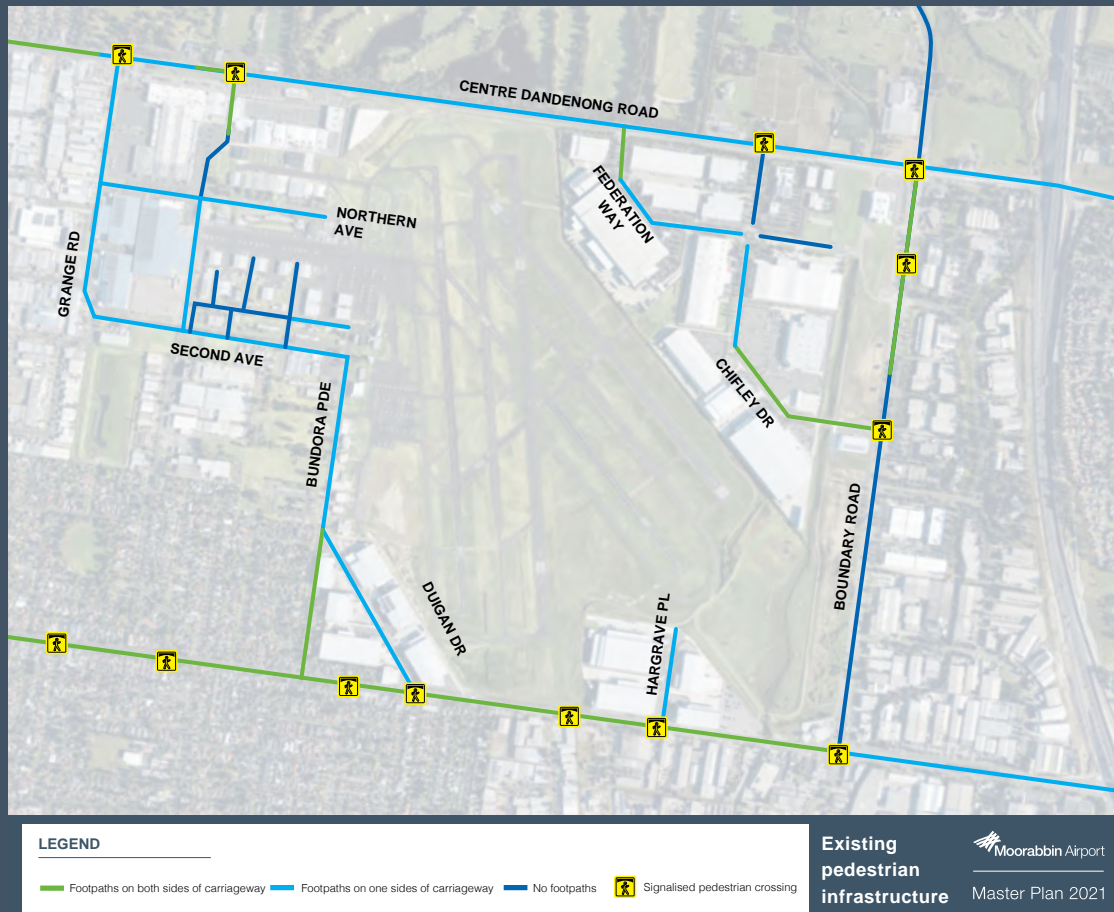 CENTRE DANDENONG ROAD
FEDERATION
WAY
NORTHERN
AVE
GRANGE RD
SECOND AVE
CHIFLEY DR
BUNDORA PDE
BOUNDARY ROAD
DUIGAN DR
HARGRAVE PL
LEGEND
Footpaths on both sides of carriageway
Footpaths on one sides of carriageway
No footpaths
Signalised pedestrian crossing
Existing
pedestrian
infrastructure
Moorabbin Airport
Master Plan 2021